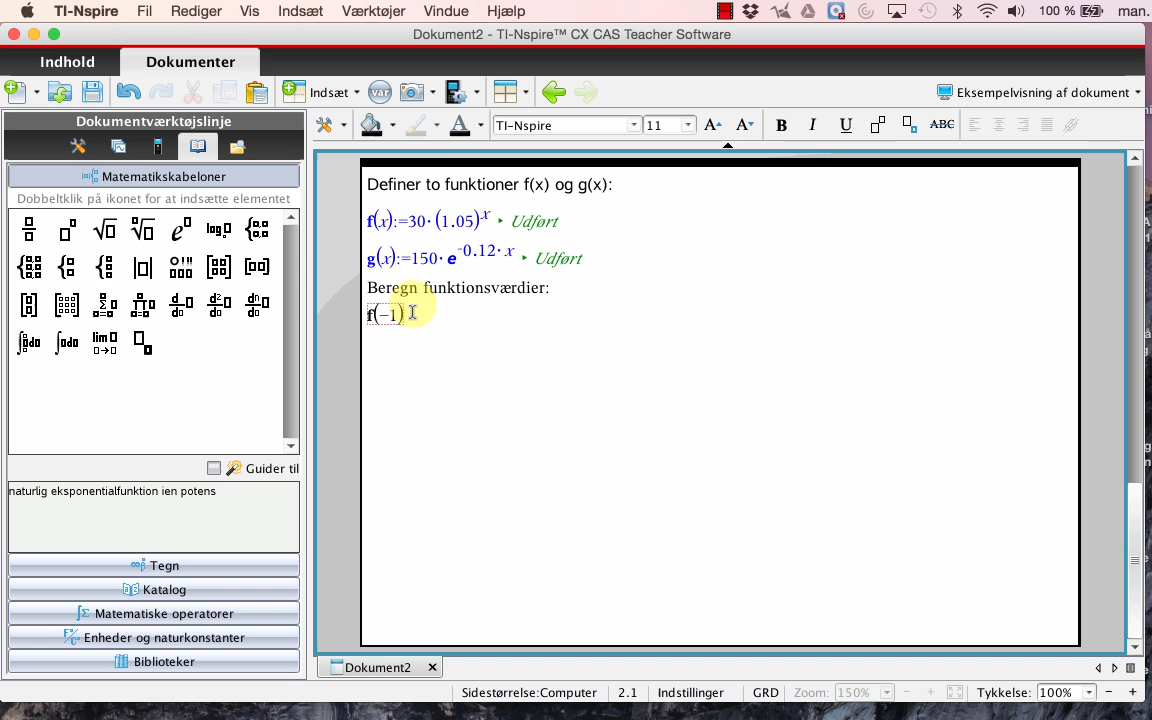 TI-Nspire Fil Rediger Vis Indsæt Værktøjer Vindue Hjælp 100 % man.
Dokument2 - TI-Nspire™ CX CAS Teacher Software
Indhold Dokumenter
Indsæt var Eksempelvisning af dokument
Dokumentværktøjslinje
TI-Nspire 11 A A B I U ABC
Matematikskabeloner
Dobbeltklik på ikonet for at indsætte elementet
Definer to funktioner f(x) og g(x):
f(x):=30·(1.05)^x ▸ Udført
g(x):=150·e^-0.12·x ▸ Udført
Beregn funktionsværdier:
f(−1)
Guider til
naturlig eksponentialfunktion ien potens
Tegn
Katalog
Matematiske operatorer
Enheder og naturkonstanter
Biblioteker
Dokument2
Sidestørrelse:Computer 2.1 Indstillinger GRD Zoom: 150% Tykkelse: 100%